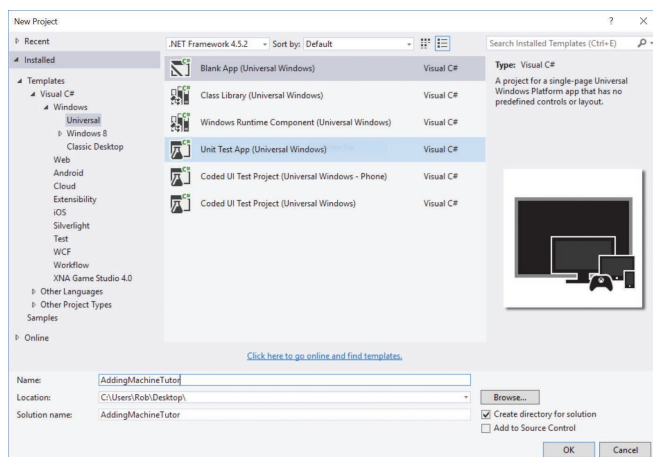 New Project
? ×
Recent
Installed
Templates
Visual C#
Windows
Universal
Windows 8
Classic Desktop
Web
Android
Cloud
Extensibility
iOS
Silverlight
Test
WCF
Workflow
XNA Game Studio 4.0
Other Languages
Other Project Types
Samples
Online
.NET Framework 4.5.2 Sort by: Default
Search Installed Templates (Ctrl+E)
Blank App (Universal Windows) Visual C#
Class Library (Universal Windows) Visual C#
Windows Runtime Component (Universal Windows) Visual C#
Unit Test App (Universal Windows) Visual C#
Coded UI Test Project (Universal Windows - Phone) Visual C#
Coded UI Test Project (Universal Windows) Visual C#
Type: Visual C#
A project for a single-page Universal
Windows Platform app that has no
predefined controls or layout.
Click here to go online and find templates.
Name: AddingMachineTutor
Location: C:\Users\Rob\Desktop\
Browse...
Solution name: AddingMachineTutor
Create directory for solution
Add to Source Control
OK Cancel